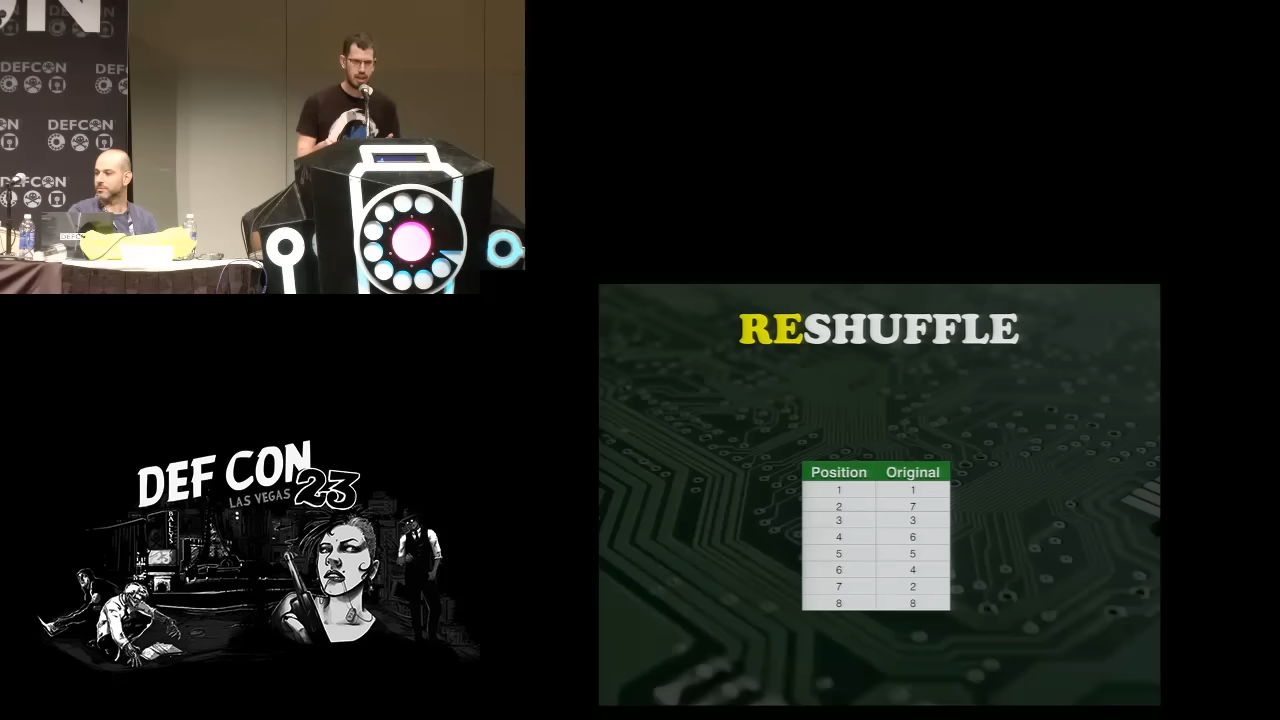 DEFCON
DEFCON
DEFCON
DEFCON
RESHUFFLE
Position Original
1 1
2 7
3 3
4 6
5 5
6 4
7 2
8 8
DEF CON 23
LAS VEGAS
BALLYS